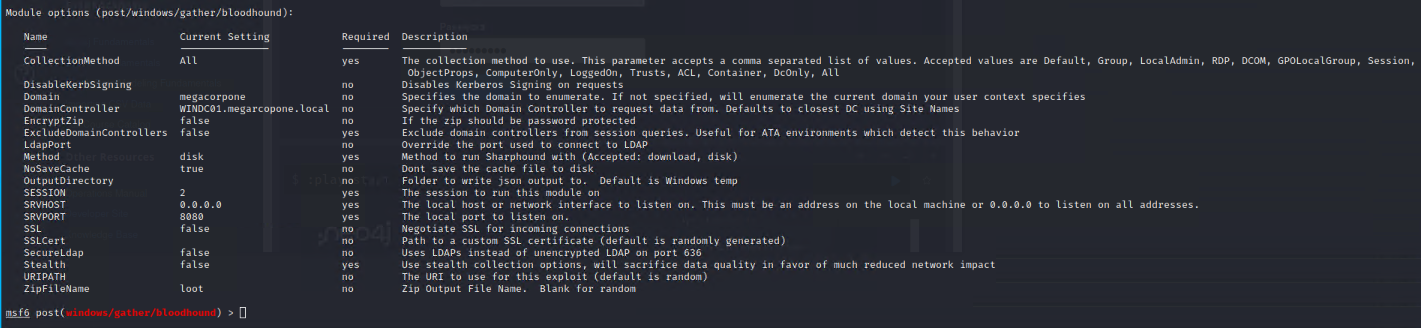 Module options (post/windows/gather/bloodhound):
Name Current Setting Required Description
CollectionMethod All yes The collection method to use. This parameter accepts a comma separated list of values. Accepted values are Default, Group, LocalAdmin, RDP, DCOM, GPOLocalGroup, Session,
ObjectProps, ComputerOnly, LoggedOn, Trusts, ACL, Container, DcOnly, All
DisableKerbSigning no Disables Kerberos Signing on requests
Domain megacorpone no Specifies the domain to enumerate. If not specified, will enumerate the current domain your user context specifies
DomainController WINDC01.megarcopone.local no Specify which Domain Controller to request data from. Defaults to closest DC using Site Names
EncryptZip false no If the zip should be password protected
ExcludeDomainControllers false yes Exclude domain controllers from session queries. Useful for ATA environments which detect this behavior
LdapPort no Override the port used to connect to LDAP
Method disk yes Method to run Sharphound with (Accepted: download, disk)
NoSaveCache true no Dont save the cache file to disk
OutputDirectory no Folder to write json output to. Default is Windows temp
SESSION 2 yes The session to run this module on
SRVHOST 0.0.0.0 yes The local host or network interface to listen on. This must be an address on the local machine or 0.0.0.0 to listen on all addresses.
SRVPORT 8080 yes The local port to listen on.
SSL false no Negotiate SSL for incoming connections
SSLCert no Path to a custom SSL certificate (default is randomly generated)
SecureLdap false no Uses LDAPs instead of unencrypted LDAP on port 636
Stealth false yes Use stealth collection options, will sacrifice data quality in favor of much reduced network impact
URIPATH no The URI to use for this exploit (default is random)
ZipFileName loot no Zip Output File Name. Blank for random
msf6 post(windows/gather/bloodhound) >